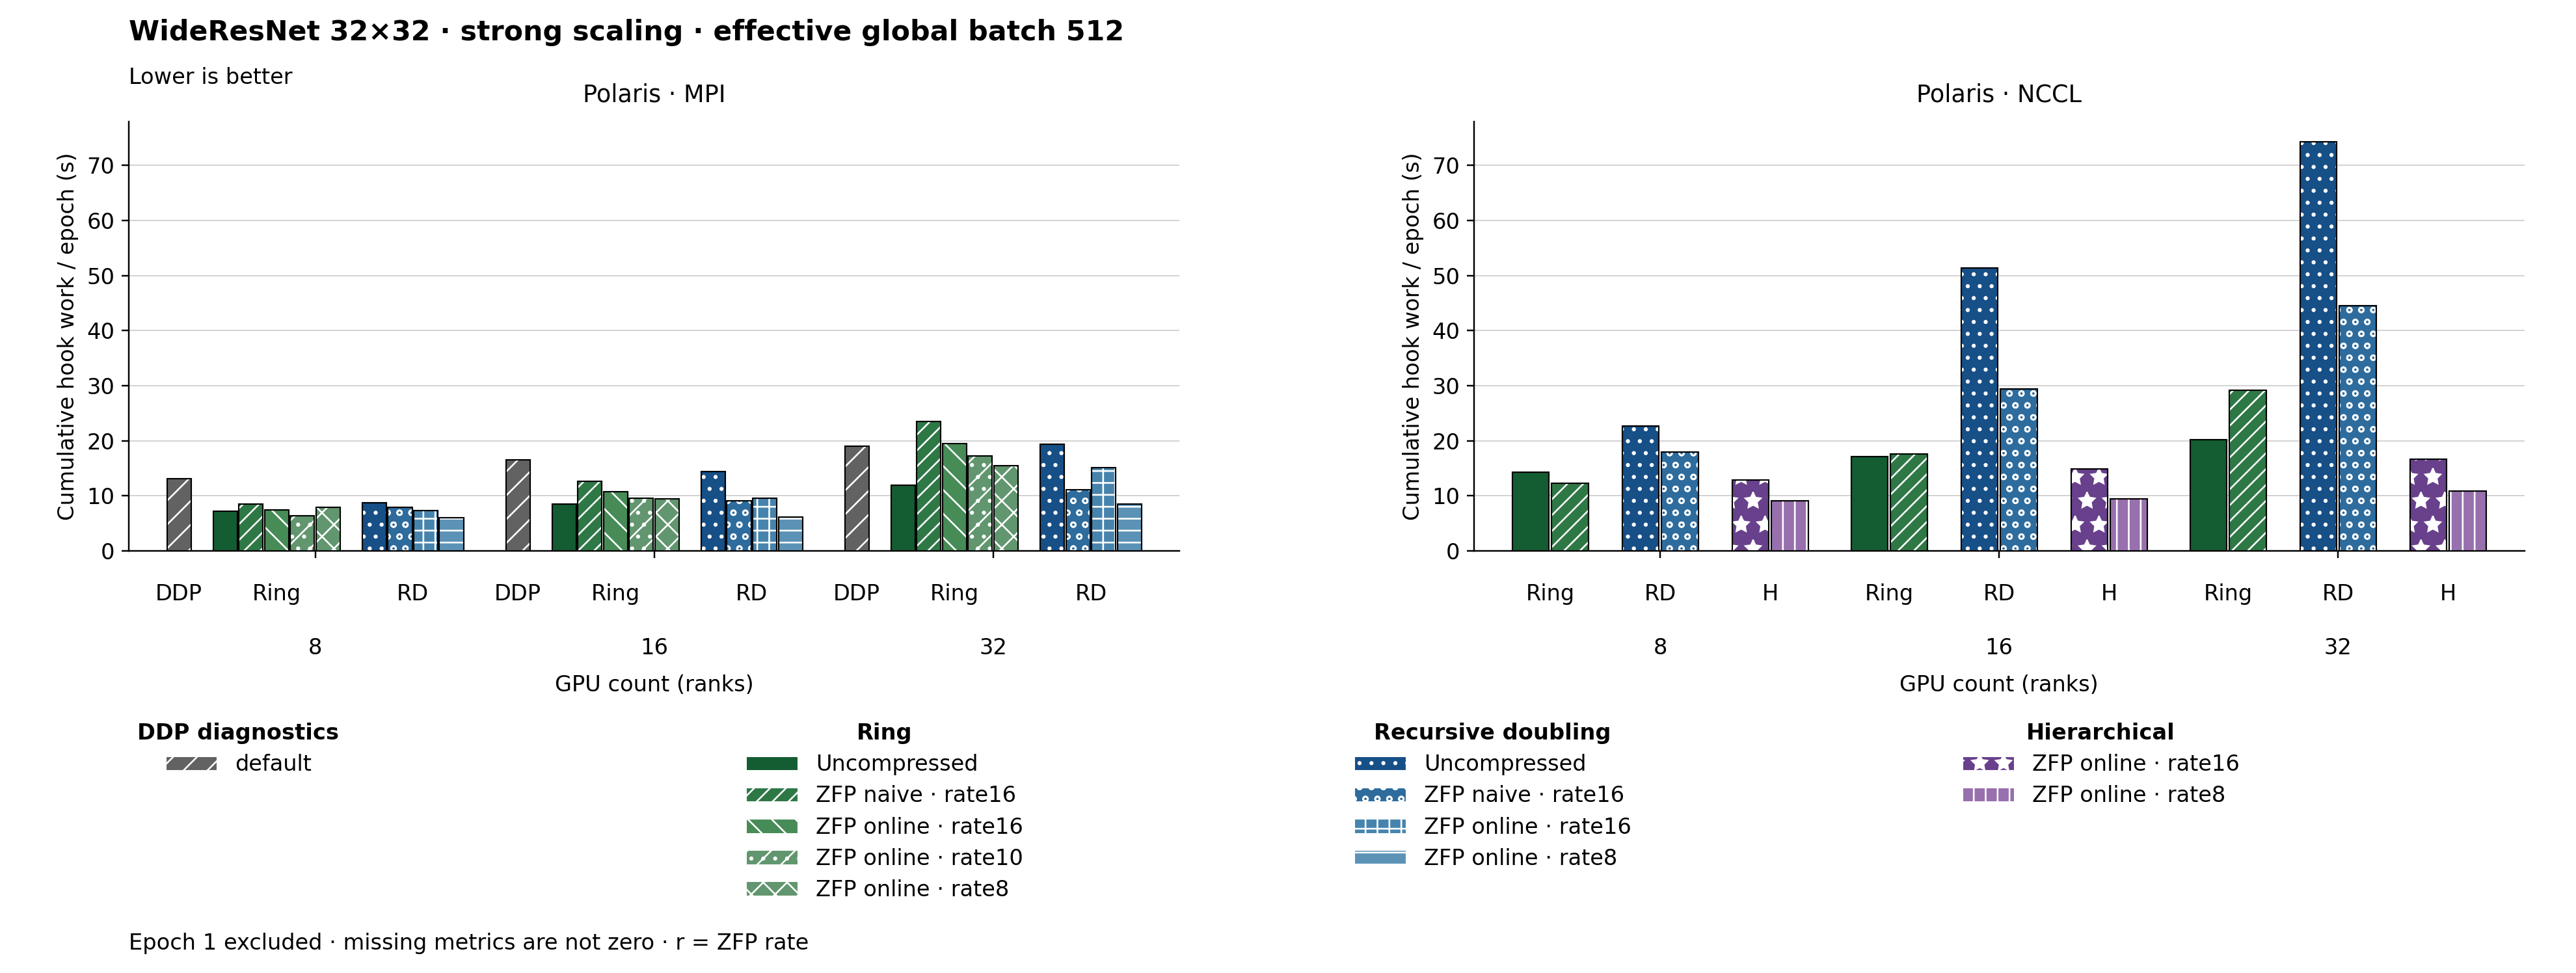 WideResNet 32×32 · strong scaling · effective global batch 512
Lower is better
Polaris · MPI
Cumulative hook work / epoch (s)
70
60
50
40
30
20
10
0
DDP Ring RD DDP Ring RD DDP Ring RD
8 16 32
GPU count (ranks)
Polaris · NCCL
Cumulative hook work / epoch (s)
70
60
50
40
30
20
10
0
Ring RD H Ring RD H Ring RD H
8 16 32
GPU count (ranks)
DDP diagnostics
default
Ring
Uncompressed
ZFP naive · rate16
ZFP online · rate16
ZFP online · rate10
ZFP online · rate8
Recursive doubling
Uncompressed
ZFP naive · rate16
ZFP online · rate16
ZFP online · rate8
Hierarchical
ZFP online · rate16
ZFP online · rate8
Epoch 1 excluded · missing metrics are not zero · r = ZFP rate